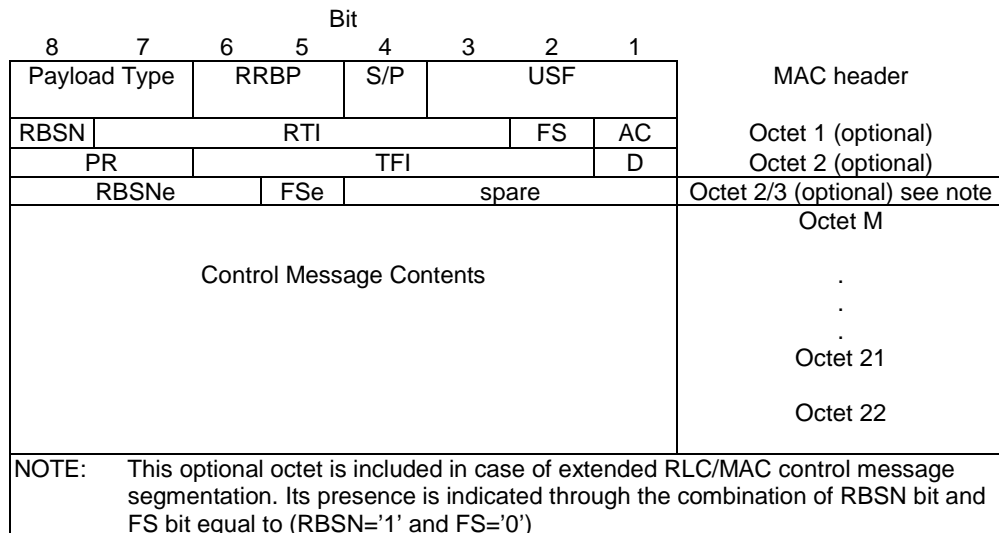 Bit
8 7 6 5 4 3 2 1
Payload Type RRBP S/P USF MAC header
RBSN RTI FS AC Octet 1 (optional)
PR TFI D Octet 2 (optional)
RBSNe FSe spare Octet 2/3 (optional) see note
Octet M
Control Message Contents .
.
.
Octet 21
Octet 22
NOTE: This optional octet is included in case of extended RLC/MAC control message
segmentation. Its presence is indicated through the combination of RBSN bit and
FS bit equal to (RBSN='1' and FS='0')